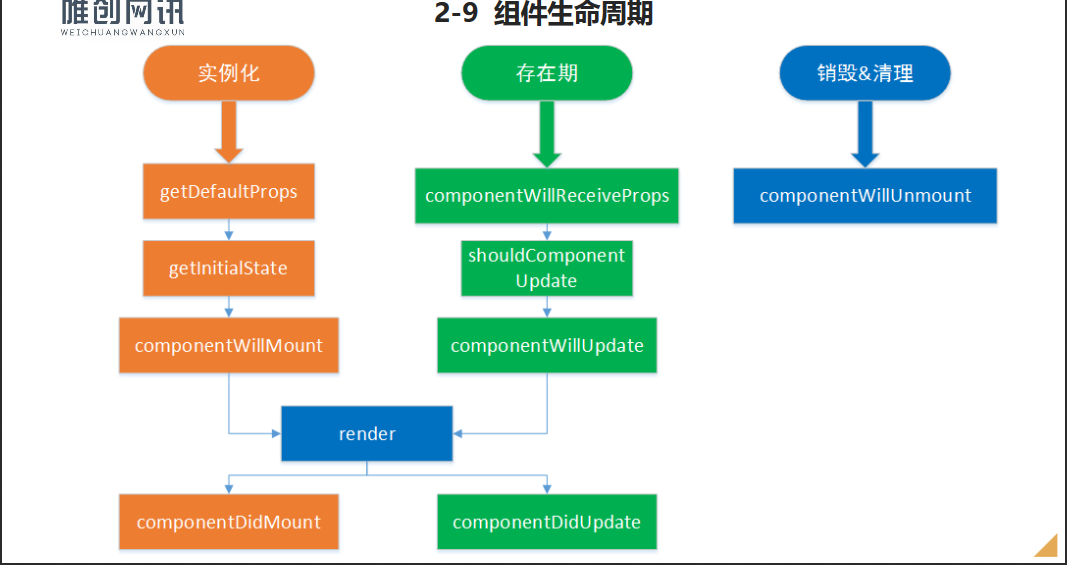 唯创网讯
WEICHUANGWANGXUN
2-9 组件生命周期
实例化
存在期
销毁&清理
getDefaultProps
componentWillReceiveProps
componentWillUnmount
getInitialState
shouldComponent
Update
componentWillMount
componentWillUpdate
render
componentDidMount
componentDidUpdate